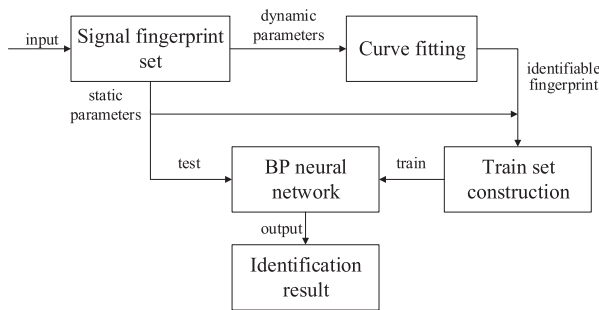 input
Signal fingerprint
set
dynamic
parameters
Curve fitting
identifiable
fingerprint
static
parameters
test
BP neural
network
train
Train set
construction
output
Identification
result